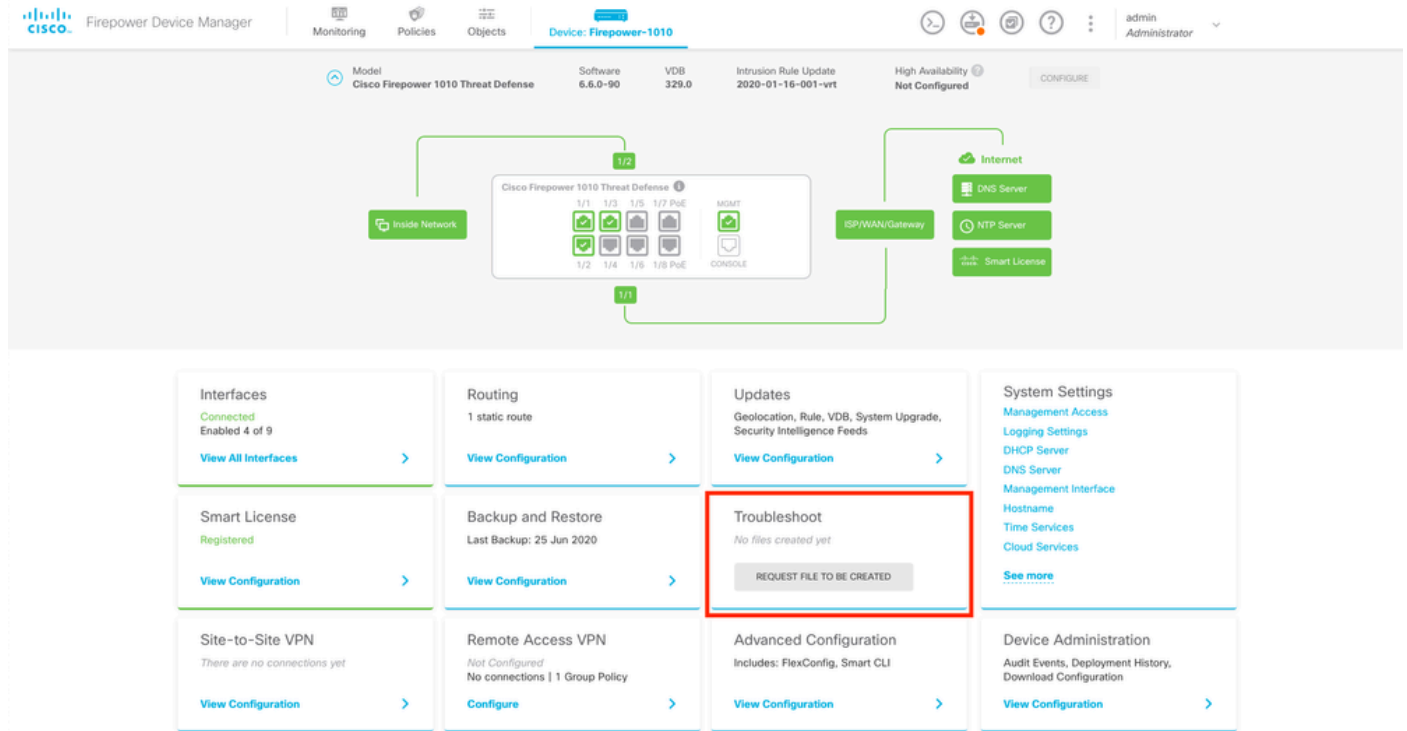 CISCO
Firepower Device Manager
Monitoring
Policies
Objects
Device: Firepower-1010
admin
Administrator
Model
Cisco Firepower 1010 Threat Defense
Software
6.6.0-90
VDB
329.0
Intrusion Rule Update
2020-01-16-001-vrt
High Availability ?
Not Configured
CONFIGURE
1/2
Internet
Cisco Firepower 1010 Threat Defense
1/1 1/3 1/5 1/7 PoE
MGMT
DNS Server
Inside Network
ISP/WAN/Gateway
NTP Server
1/2 1/4 1/6 1/8 PoE
CONSOLE
Smart License
1/1
Interfaces
Connected
Enabled 4 of 9
View All Interfaces
Routing
1 static route
View Configuration
Updates
Geolocation, Rule, VDB, System Upgrade,
Security Intelligence Feeds
View Configuration
System Settings
Management Access
Logging Settings
DHCP Server
DNS Server
Management Interface
Hostname
Time Services
Cloud Services
See more
Smart License
Registered
View Configuration
Backup and Restore
Last Backup: 25 Jun 2020
View Configuration
Troubleshoot
No files created yet
REQUEST FILE TO BE CREATED
Site-to-Site VPN
There are no connections yet
View Configuration
Remote Access VPN
Not Configured
No connections | 1 Group Policy
Configure
Advanced Configuration
Includes: FlexConfig, Smart CLI
View Configuration
Device Administration
Audit Events, Deployment History,
Download Configuration
View Configuration